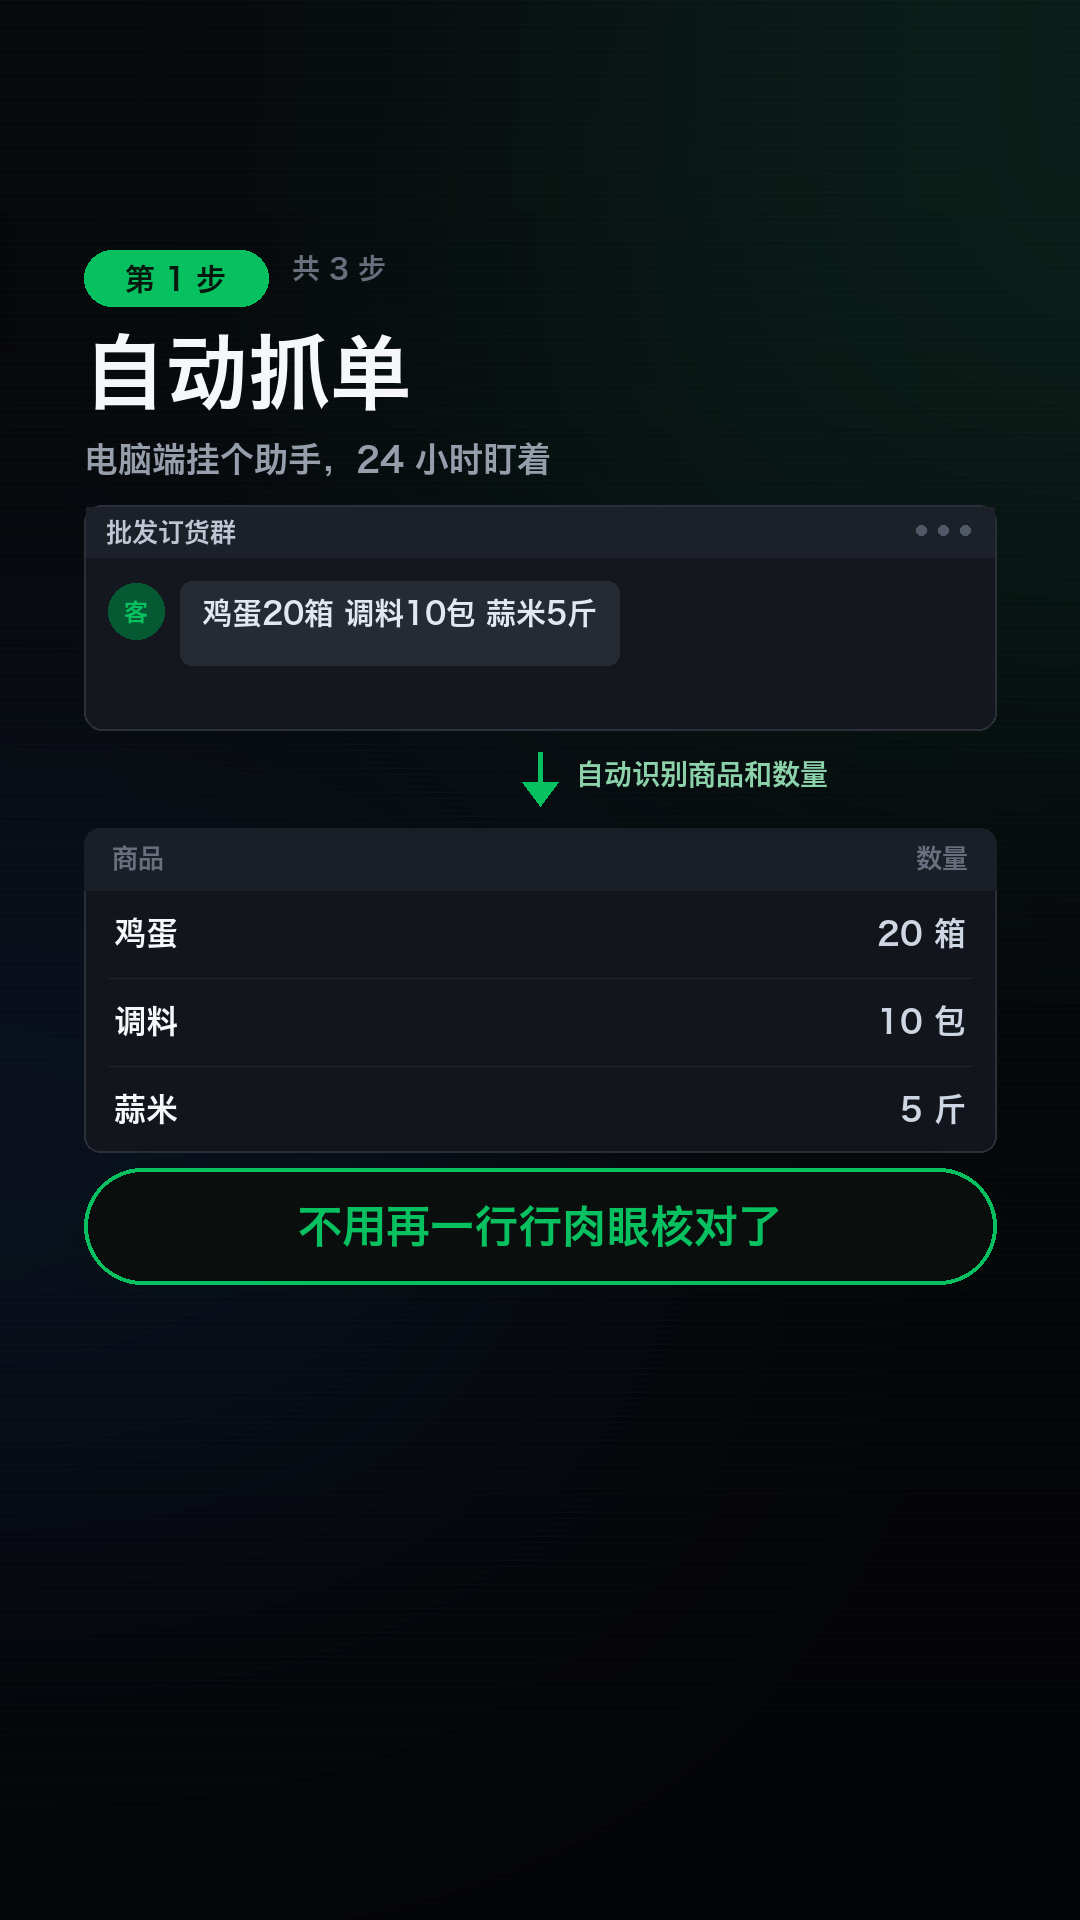 第 1 步 共 3 步
自动抓单
电脑端挂个助手，24 小时盯着
批发订货群
客 鸡蛋20箱 调料10包 蒜米5斤
自动识别商品和数量
商品 数量
鸡蛋 20 箱
调料 10 包
蒜米 5 斤
不用再一行行肉眼核对了